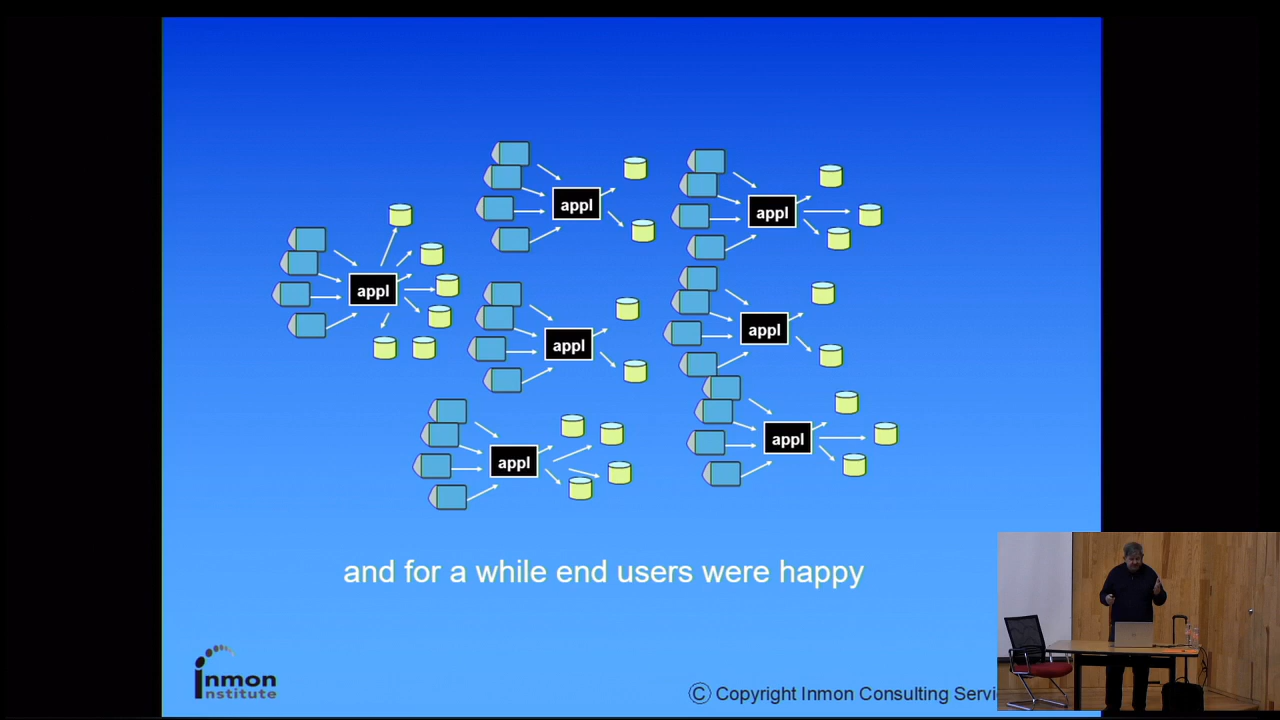 appl
appl
appl
appl
appl
appl
appl
and for a while end users were happy
inmon
institute
© Copyright Inmon Consulting